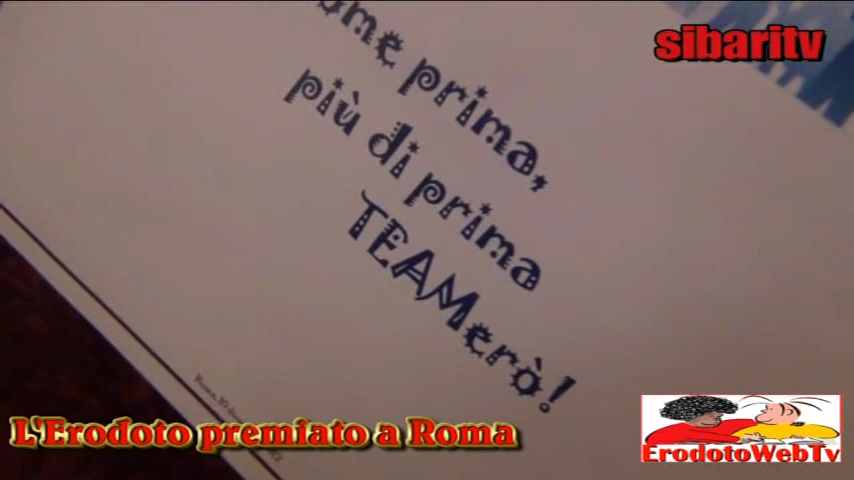 sibaritv
ome prima,
più di prima
TEAMerò!
L'Erodoto premiato a Roma
ErodotoWebTv